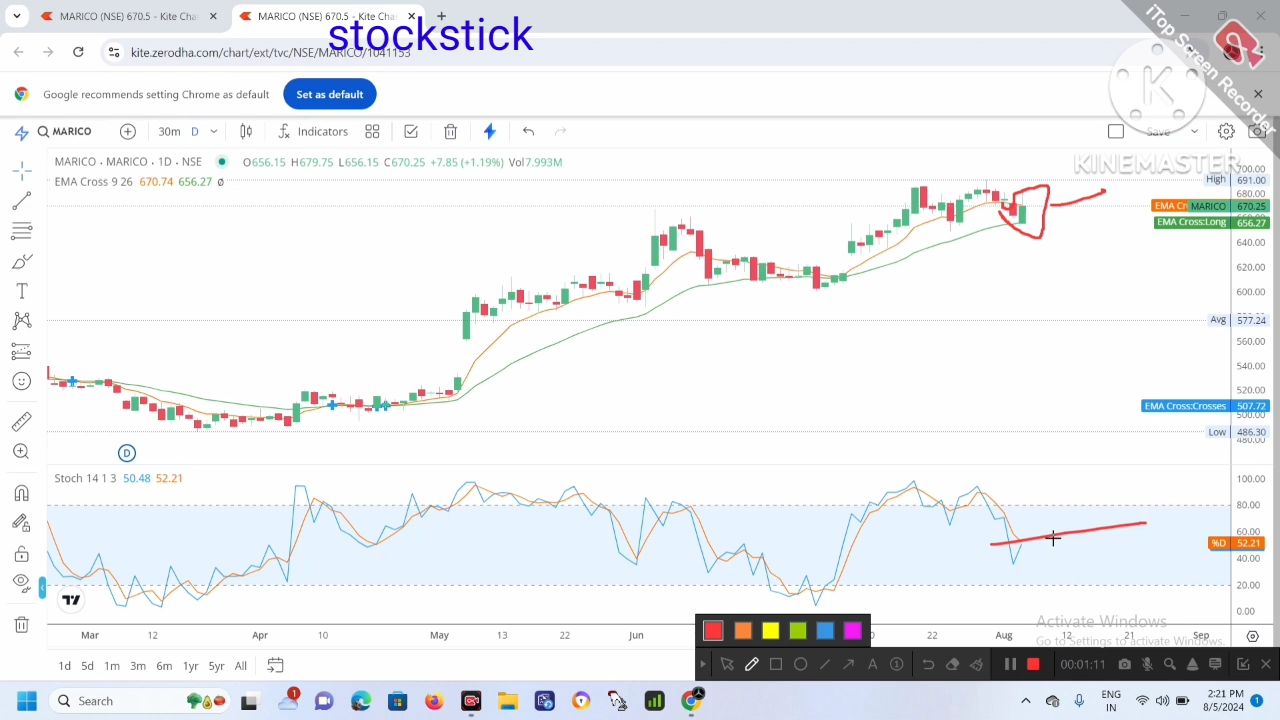 MARICO (NSE) 670.5 - Kite Cha
MARICO (NSE) 670.5 - Kite Cha
stockstick
kite.zerodha.com/chart/ext/tvc/NSE/MARICO/1041153
iTop Screen Recorder
Google recommends setting Chrome as default
Set as default
MARICO 30m D Indicators Save
KINEMASTER
MARICO · MARICO · 1D · NSE O656.15 H679.75 L656.15 C670.25 +7.85 (+1.19%) Vol7.993M
EMA Cross 9 26 670.74 656.27 Ø
700.00
High 691.00
680.00
EMA Cr MARICO 670.25
EMA Cross:Long 656.27
640.00
620.00
600.00
Avg 577.24
560.00
540.00
520.00
EMA Cross:Crosses 507.72
500.00
Low 486.30
480.00
D
Stoch 14 1 3 50.48 52.21
100.00
80.00
60.00
%D 52.21
40.00
20.00
0.00
Mar 12 Apr 10 May 13 22 Jun 22 Aug 12 21 Sep
Activate Windows
Go to Settings to activate Windows.
1d 5d 1m 3m 6m 1yr 5yr All
00:01:11
Search
1
ENG
IN
2:21 PM
8/5/2024